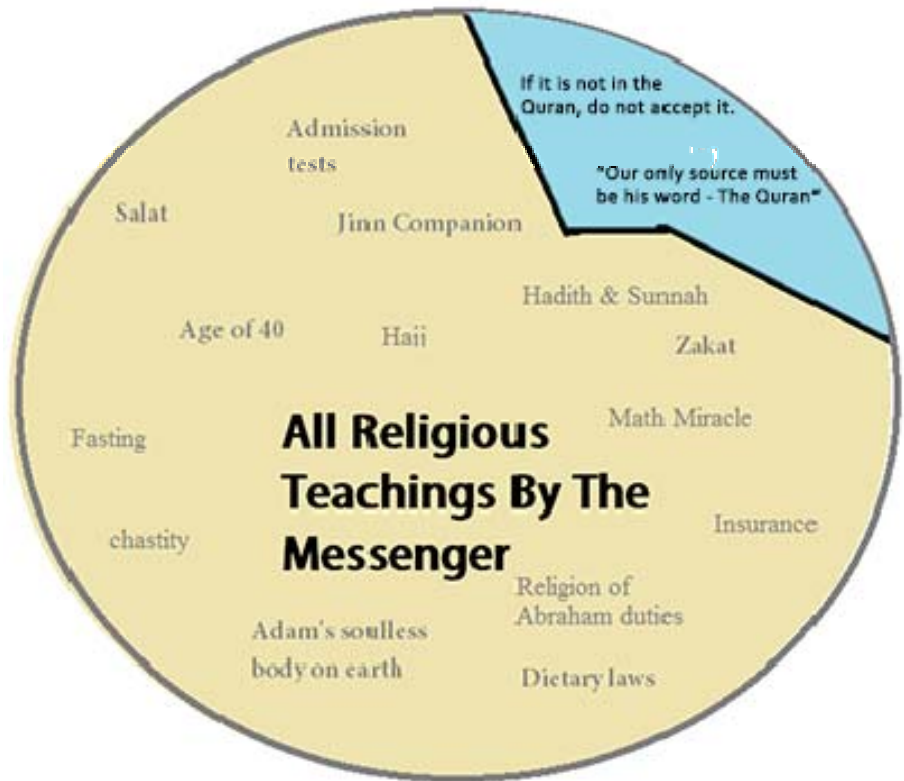 If it is not in the
Quran, do not accept it.
"Our only source must
be his word - The Quran"
Admission
tests
Salat
Jinn Companion
Hadith & Sunnah
Age of 40
Hajj
Zakat
All Religious
Teachings By The
Messenger
Math Miracle
Fasting
Insurance
chastity
Religion of
Abraham duties
Adam's soulless
body on earth
Dietary laws